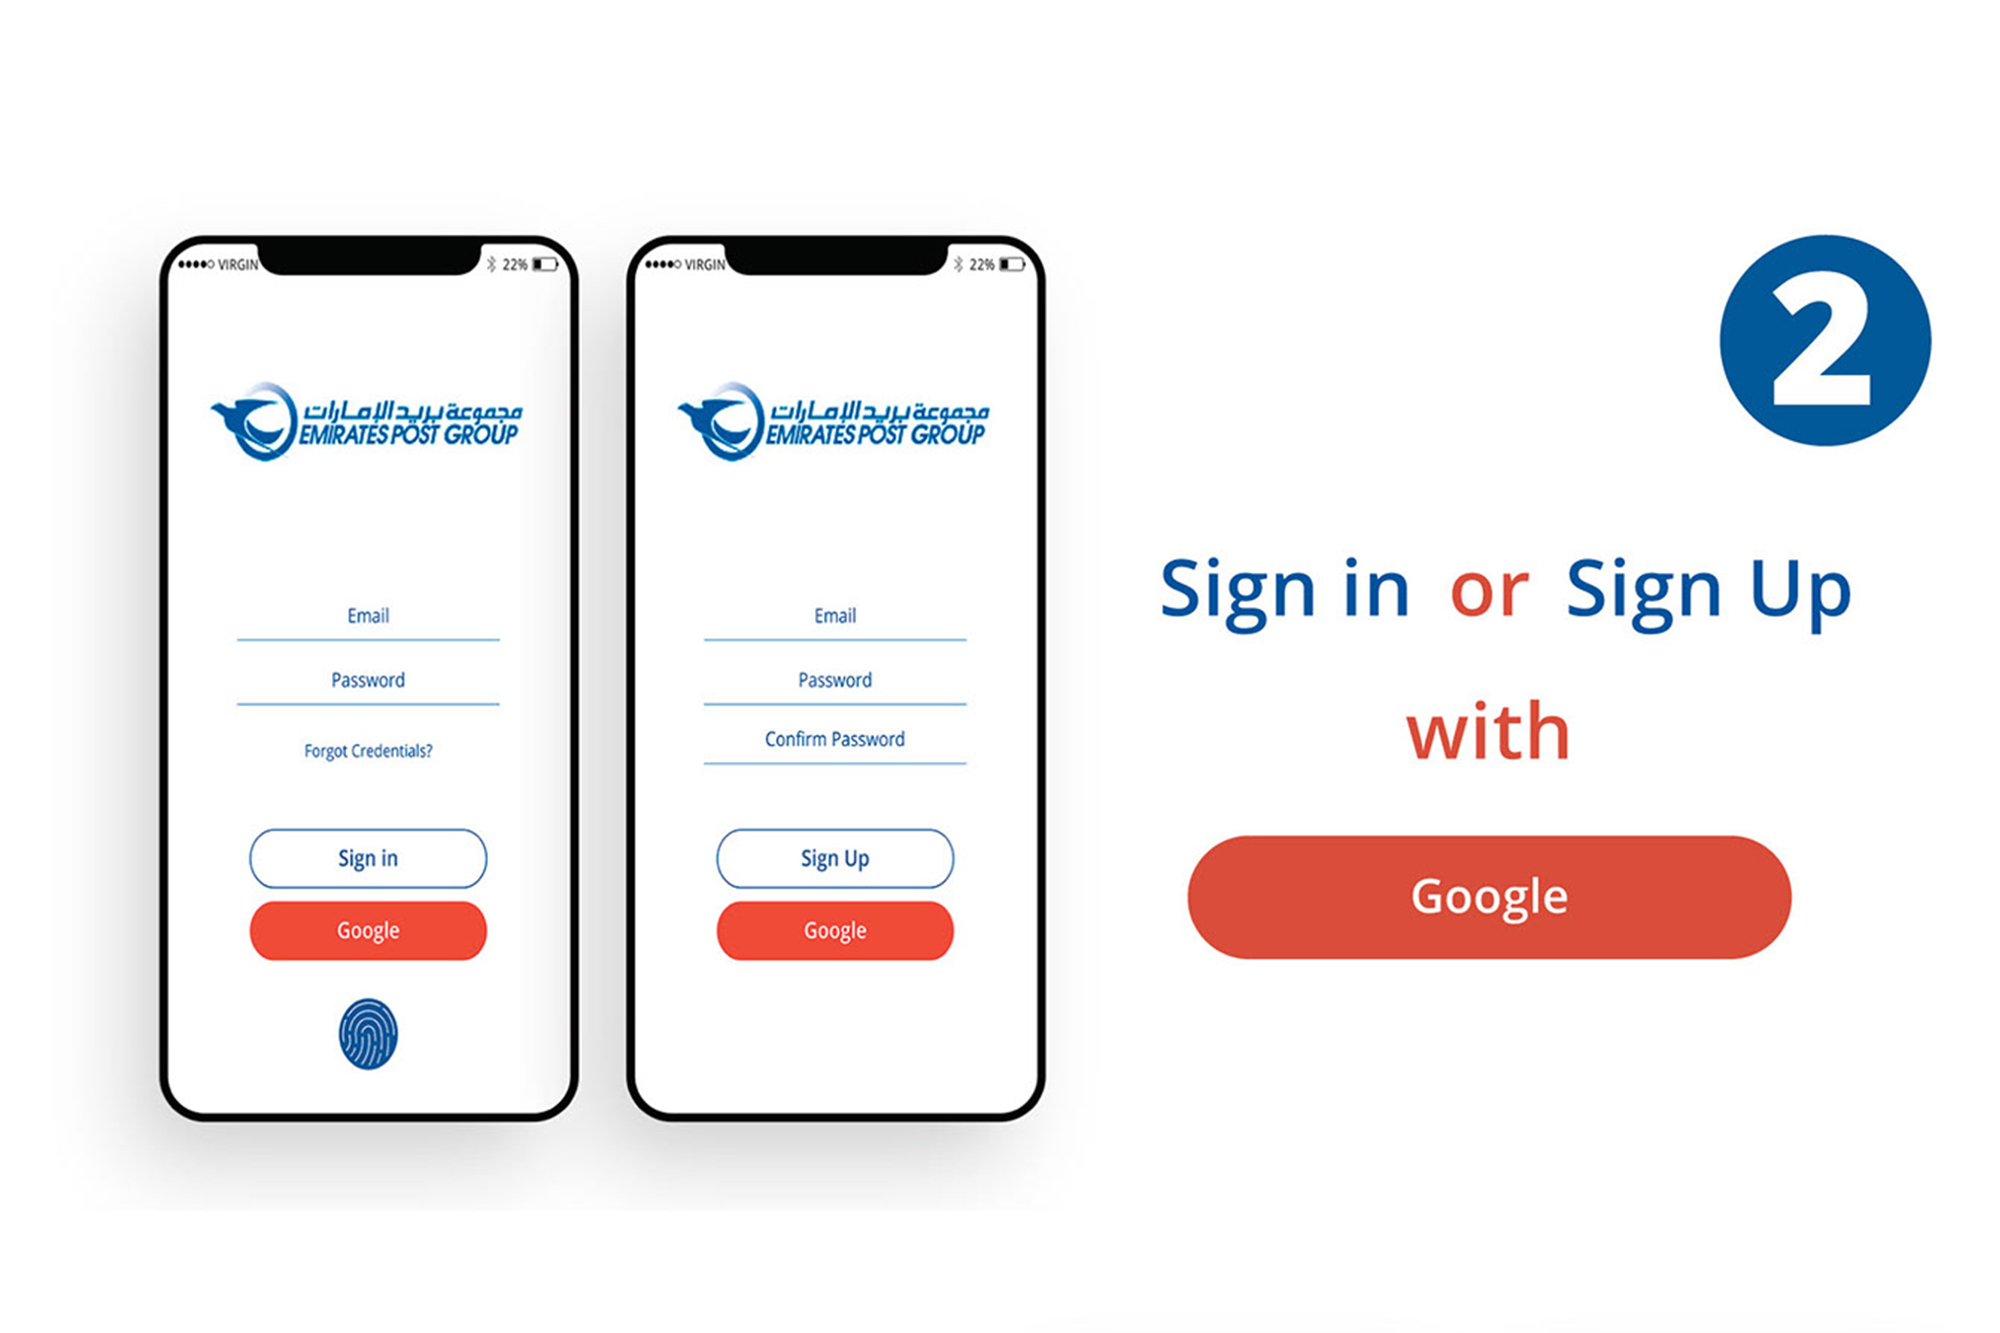 VIRGIN 22%
مجموعة بريد الإمارات
EMIRATES POST GROUP
Email
Password
Forgot Credentials?
Sign in
Google
VIRGIN 22%
مجموعة بريد الإمارات
EMIRATES POST GROUP
Email
Password
Confirm Password
Sign Up
Google
2
Sign in or Sign Up
with
Google